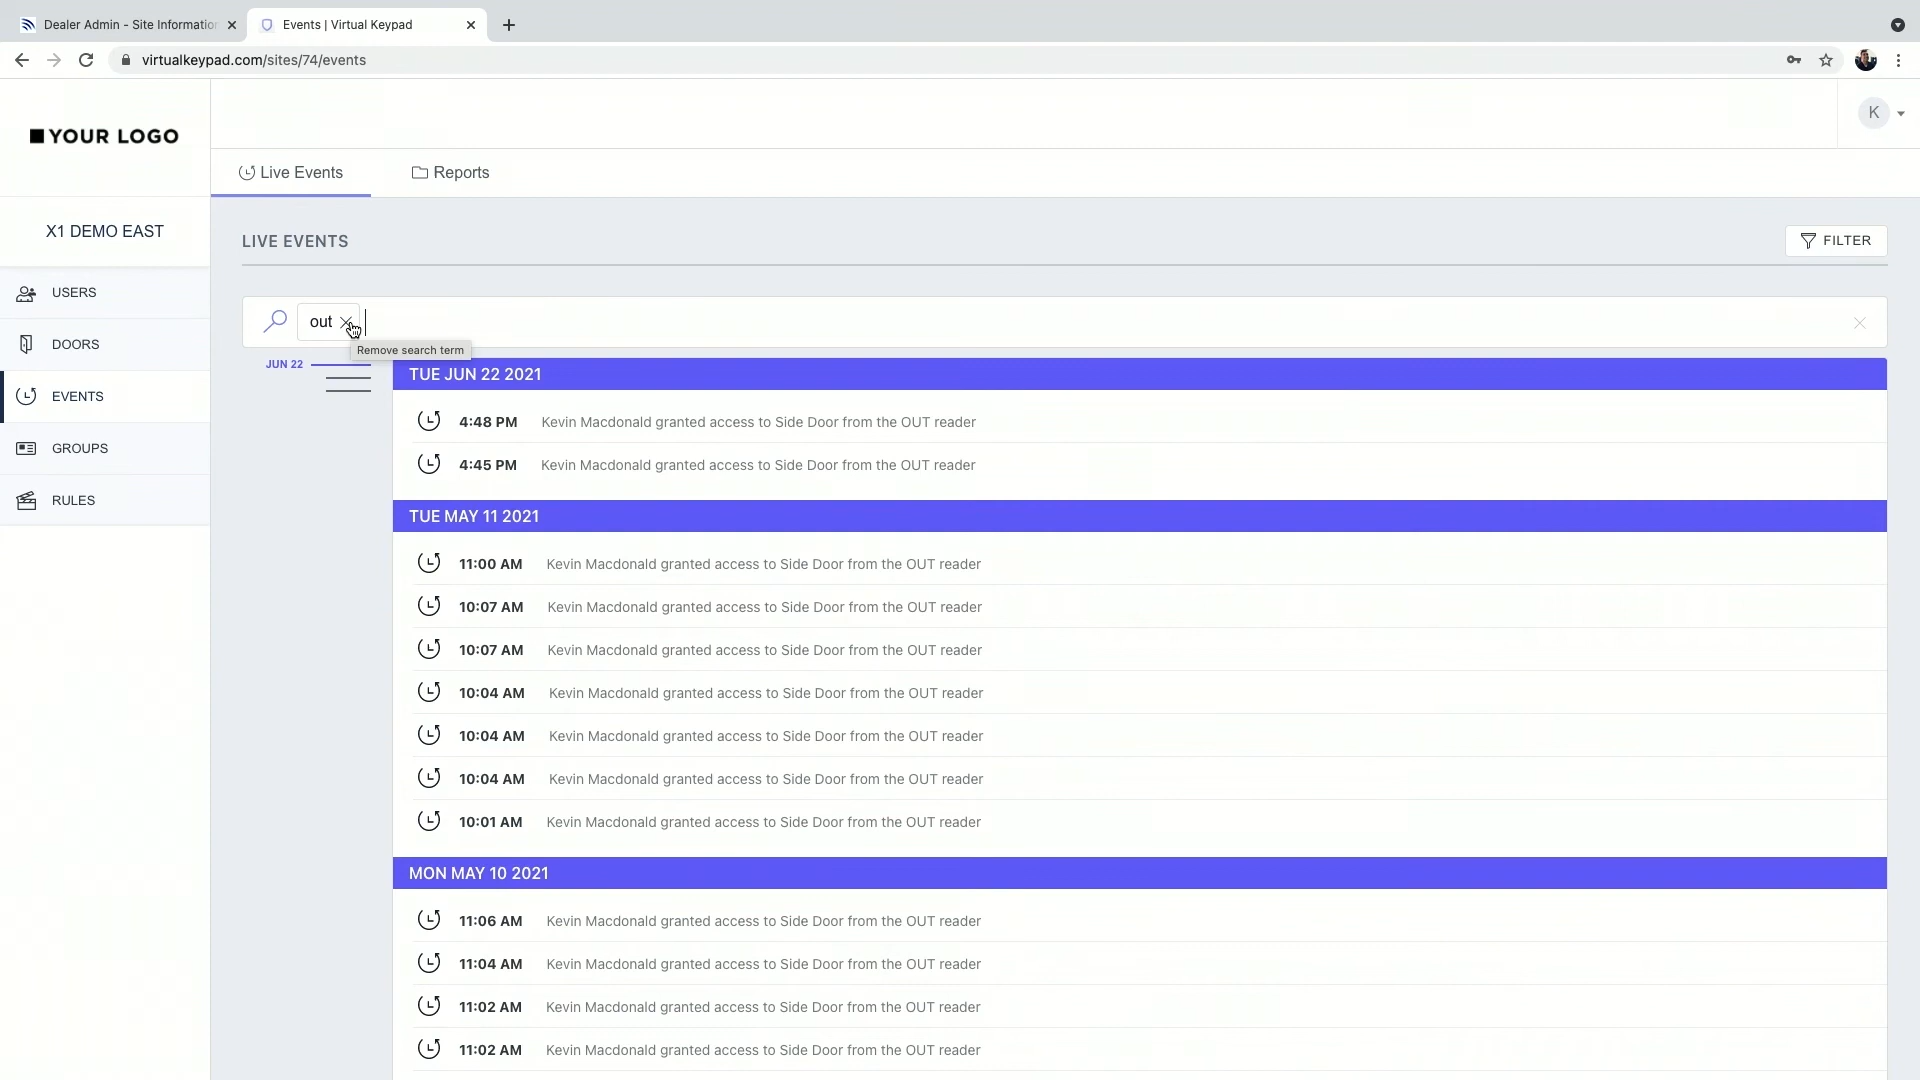 Dealer Admin - Site Information
Events | Virtual Keypad
virtualkeypad.com/sites/74/events
YOUR LOGO
K
Live Events
Reports
X1 DEMO EAST
LIVE EVENTS
FILTER
USERS
DOORS
EVENTS
GROUPS
RULES
out
Remove search term
JUN 22
TUE JUN 22 2021
4:48 PM Kevin Macdonald granted access to Side Door from the OUT reader
4:45 PM Kevin Macdonald granted access to Side Door from the OUT reader
TUE MAY 11 2021
11:00 AM Kevin Macdonald granted access to Side Door from the OUT reader
10:07 AM Kevin Macdonald granted access to Side Door from the OUT reader
10:07 AM Kevin Macdonald granted access to Side Door from the OUT reader
10:04 AM Kevin Macdonald granted access to Side Door from the OUT reader
10:04 AM Kevin Macdonald granted access to Side Door from the OUT reader
10:04 AM Kevin Macdonald granted access to Side Door from the OUT reader
10:01 AM Kevin Macdonald granted access to Side Door from the OUT reader
MON MAY 10 2021
11:06 AM Kevin Macdonald granted access to Side Door from the OUT reader
11:04 AM Kevin Macdonald granted access to Side Door from the OUT reader
11:02 AM Kevin Macdonald granted access to Side Door from the OUT reader
11:02 AM Kevin Macdonald granted access to Side Door from the OUT reader